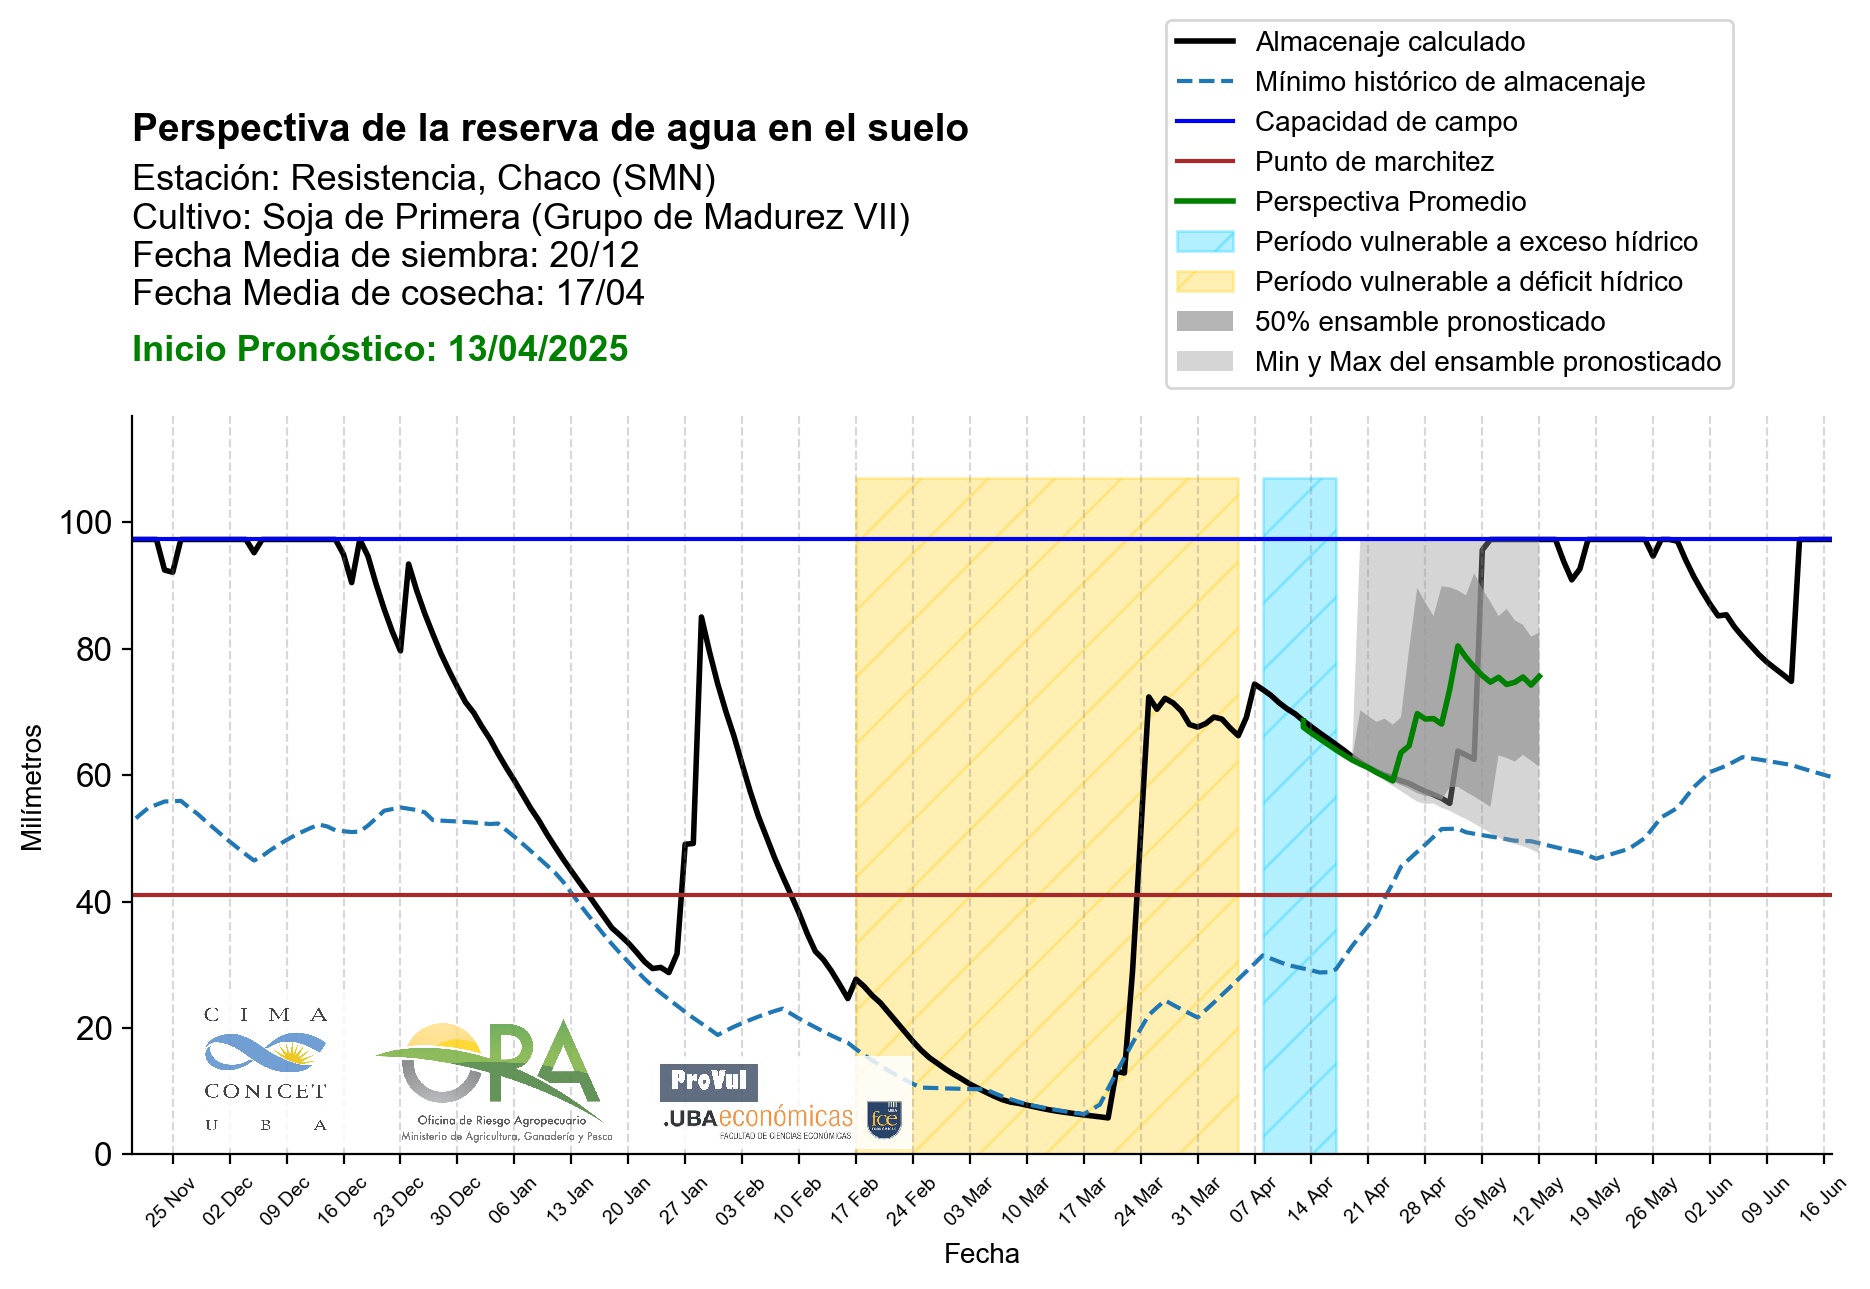 Almacenaje calculado
Mínimo histórico de almacenaje
Capacidad de campo
Punto de marchitez
Perspectiva Promedio
Período vulnerable a exceso hídrico
Período vulnerable a déficit hídrico
50% ensamble pronosticado
Min y Max del ensamble pronosticado
Perspectiva de la reserva de agua en el suelo
Estación: Resistencia, Chaco (SMN)
Cultivo: Soja de Primera (Grupo de Madurez VII)
Fecha Media de siembra: 20/12
Fecha Media de cosecha: 17/04
Inicio Pronóstico: 13/04/2025
Milímetros
100
80
60
40
20
0
CIMA
CONICET
UBA
ORA
Oficina de Riesgo Agropecuario
Ministerio de Agricultura, Ganadería y Pesca
ProVul
.UBAeconómicas
FACULTAD DE CIENCIAS ECONÓMICAS
UBA
fce
25 Nov
02 Dec
09 Dec
16 Dec
23 Dec
30 Dec
06 Jan
13 Jan
20 Jan
27 Jan
03 Feb
10 Feb
17 Feb
24 Feb
03 Mar
10 Mar
17 Mar
24 Mar
31 Mar
07 Apr
14 Apr
21 Apr
28 Apr
05 May
12 May
19 May
26 May
02 Jun
09 Jun
16 Jun
Fecha